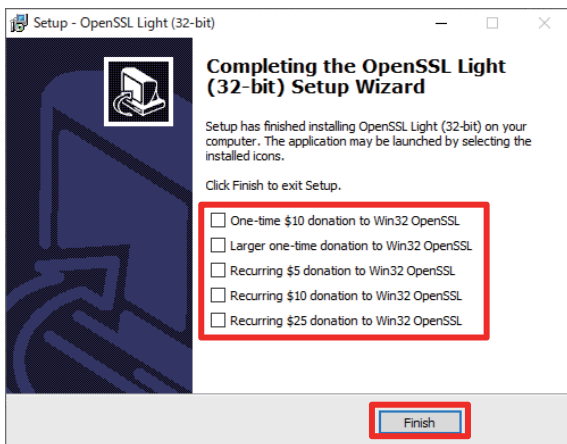 Setup - OpenSSL Light (32-bit)
Completing the OpenSSL Light
(32-bit) Setup Wizard
Setup has finished installing OpenSSL Light (32-bit) on your
computer. The application may be launched by selecting the
installed icons.
Click Finish to exit Setup.
One-time $10 donation to Win32 OpenSSL
Larger one-time donation to Win32 OpenSSL
Recurring $5 donation to Win32 OpenSSL
Recurring $10 donation to Win32 OpenSSL
Recurring $25 donation to Win32 OpenSSL
Finish